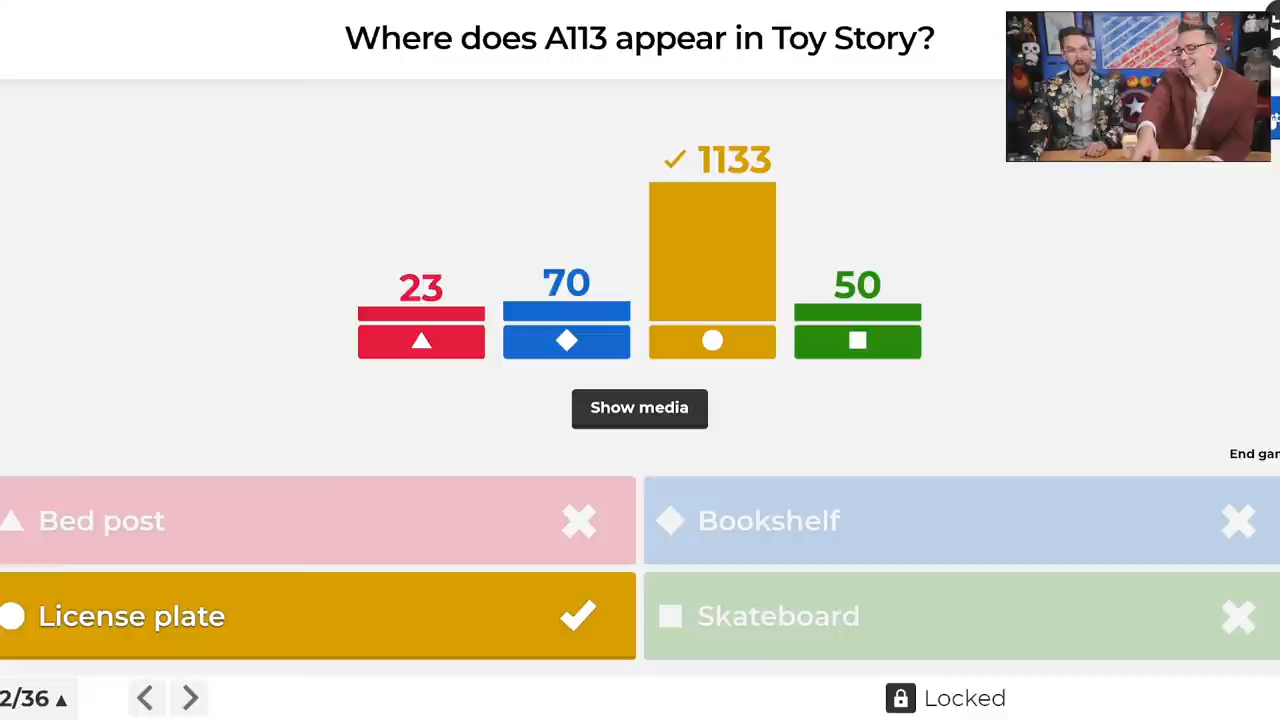 Where does A113 appear in Toy Story?
1133
23
70
50
Show media
End gam
Bed post
Bookshelf
License plate
Skateboard
2/36
Locked